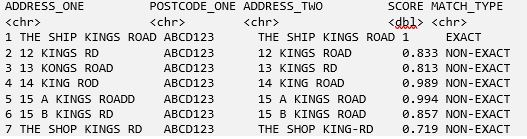 ADDRESS_ONE POSTCODE_ONE ADDRESS_TWO SCORE MATCH_TYPE
<chr> <chr> <chr> <dbl> <chr>
1 THE SHIP KINGS ROAD ABCD123 THE SHIP KINGS ROAD 1 EXACT
2 12 KINGS RD ABCD123 12 KINGS ROAD 0.833 NON-EXACT
3 13 KONGS ROAD ABCD123 13 KINGS RD 0.813 NON-EXACT
4 14 KING ROD ABCD123 14 KING ROAD 0.989 NON-EXACT
5 15 A KINGS ROADD ABCD123 15 A KINGS ROAD 0.994 NON-EXACT
6 15 B KINGS RD ABCD123 15 B KINGS ROAD 0.857 NON-EXACT
7 THE SHOP KINGS RD ABCD123 THE SHOP KING-RD 0.719 NON-EXACT